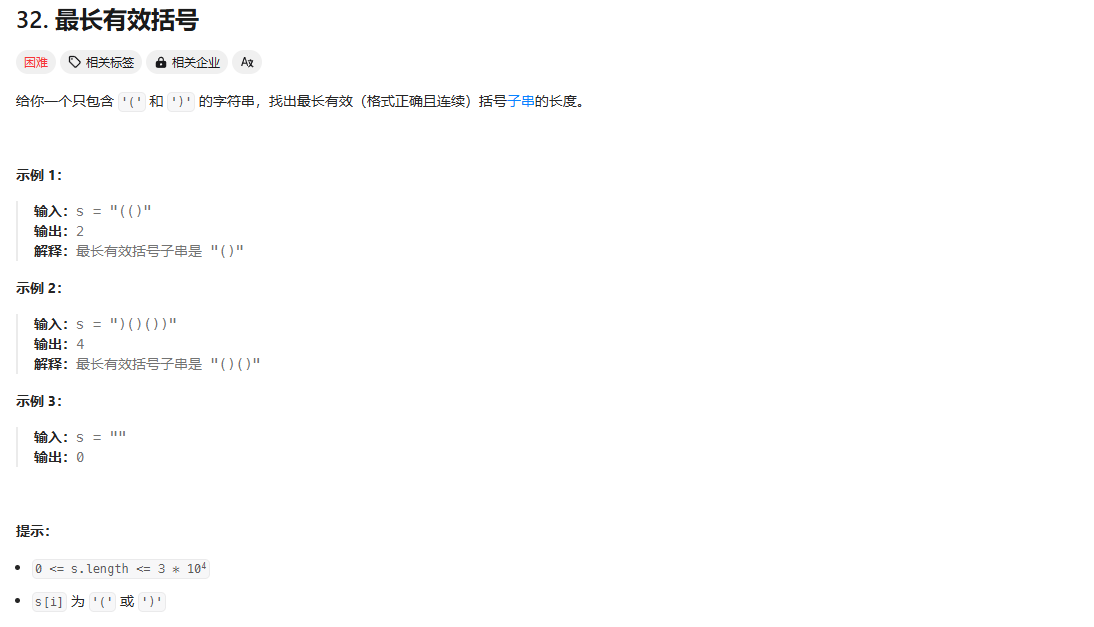 32. 最长有效括号
困难 相关标签 相关企业 Aあ
给你一个只包含 '(' 和 ')' 的字符串，找出最长有效（格式正确且连续）括号子串的长度。
示例 1：
输入：s = "(()"
输出：2
解释：最长有效括号子串是 "()"
示例 2：
输入：s = ")()())"
输出：4
解释：最长有效括号子串是 "()()"
示例 3：
输入：s = ""
输出：0
提示：
• 0 <= s.length <= 3 * 10⁴
• s[i] 为 '(' 或 ')'